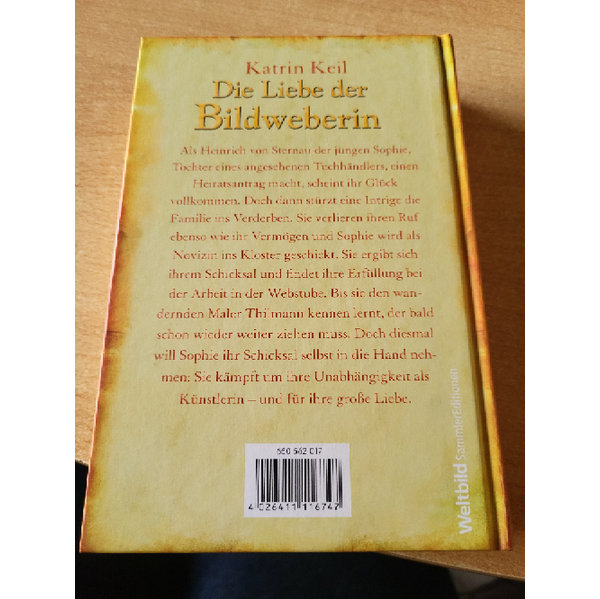 Katrin Keil
Die Liebe der
Bildweberin
Als Heinrich von Sternau der jungen Sophie,
Tochter eines angesehenen Tuchhändlers, einen
Heiratsantrag macht, scheint ihr Glück
vollkommen. Doch dann stürzt eine Intrige die
Familie ins Verderben. Sie verlieren ihren Ruf
ebenso wie ihr Vermögen und Sophie wird als
Novizin ins Kloster geschickt. Sie ergibt sich
ihrem Schicksal und findet ihre Erfüllung bei
der Arbeit in der Webstube. Bis sie den wan-
dernden Maler Thilmann kennen lernt, der bald
schon wieder weiter ziehen muss. Doch diesmal
will Sophie ihr Schicksal selbst in die Hand neh-
men: Sie kämpft um ihre Unabhängigkeit als
Künstlerin – und für ihre große Liebe.
650 562 017
4 026411 116747
Weltbild SammlerEditionen